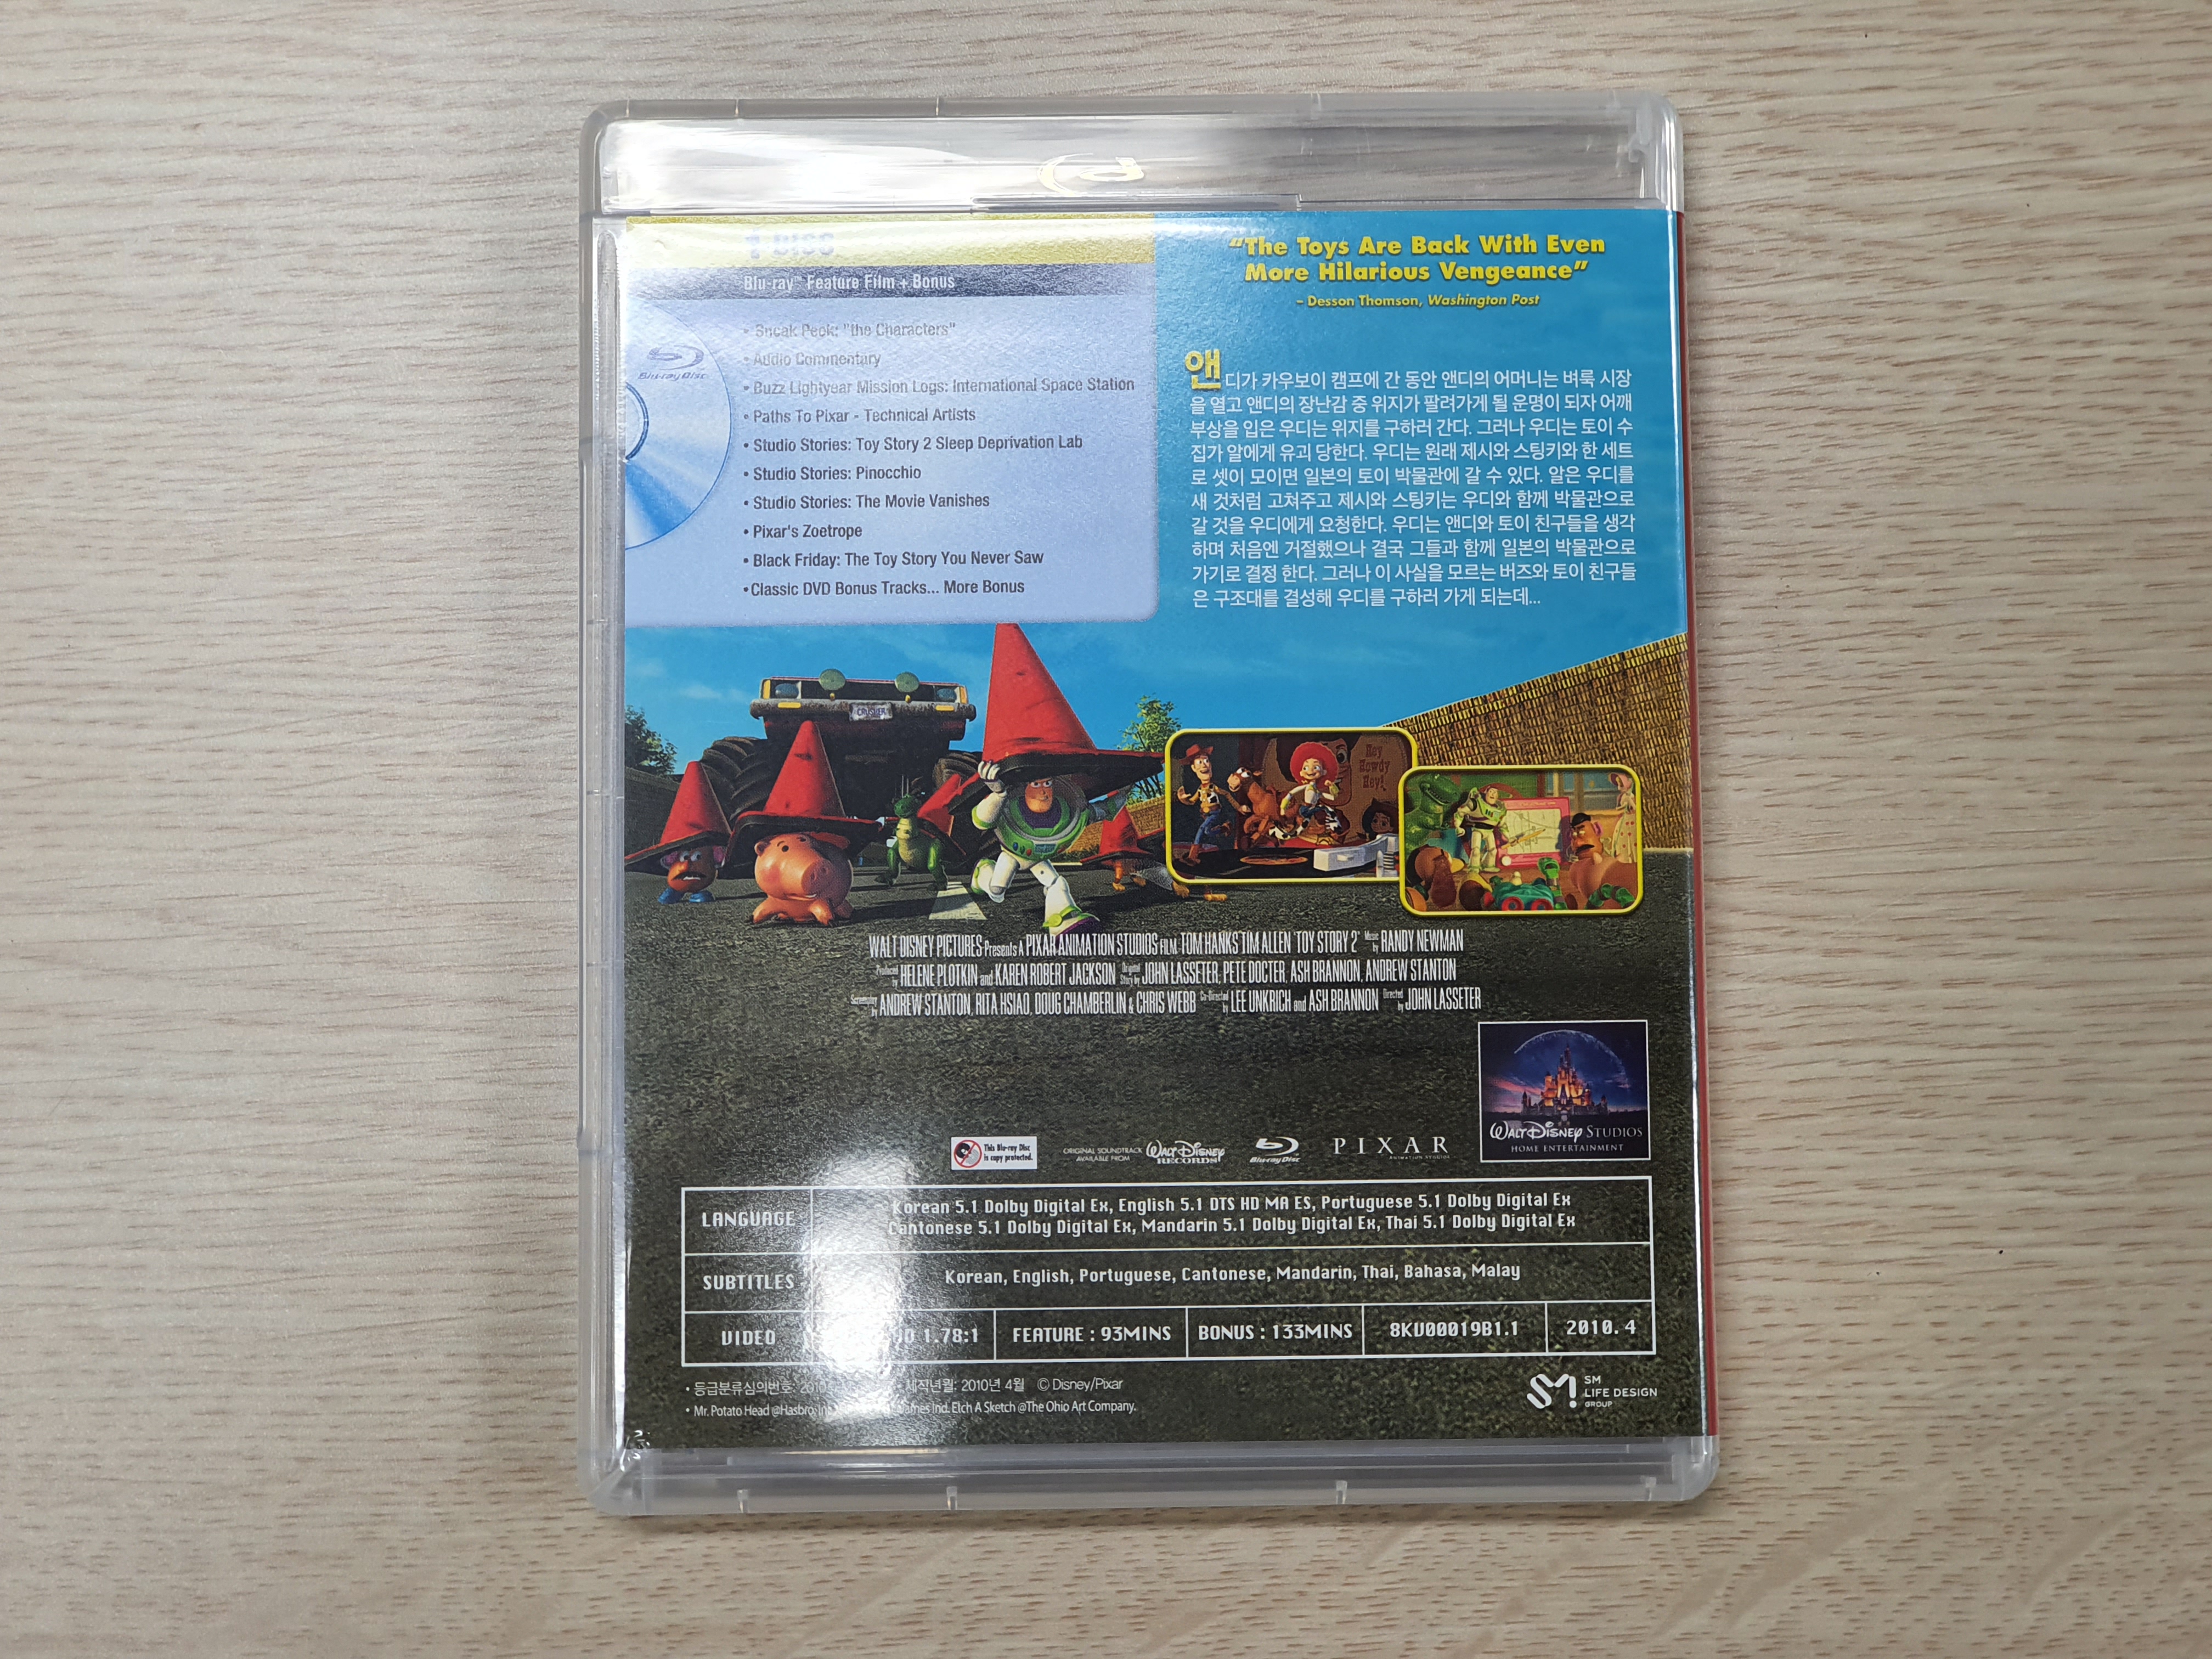 1 DISC
Blu-ray™ Feature Film + Bonus
• Sneak Peek: "the Characters"
• Audio Commentary
• Buzz Lightyear Mission Logs: International Space Station
• Paths To Pixar - Technical Artists
• Studio Stories: Toy Story 2 Sleep Deprivation Lab
• Studio Stories: Pinocchio
• Studio Stories: The Movie Vanishes
• Pixar's Zoetrope
• Black Friday: The Toy Story You Never Saw
• Classic DVD Bonus Tracks... More Bonus
Blu-ray Disc
“The Toys Are Back With Even
More Hilarious Vengeance”
– Desson Thomson, Washington Post
앤디가 카우보이 캠프에 간 동안 앤디의 어머니는 벼룩 시장
을 열고 앤디의 장난감 중 위지가 팔려가게 될 운명이 되자 어깨
부상을 입은 우디는 위지를 구하러 간다. 그러나 우디는 토이 수
집가 알에게 유괴 당한다. 우디는 원래 제시와 스팅키와 한 세트
로 셋이 모이면 일본의 토이 박물관에 갈 수 있다. 알은 우디를
새 것처럼 고쳐주고 제시와 스팅키는 우디와 함께 박물관으로
갈 것을 우디에게 요청한다. 우디는 앤디와 토이 친구들을 생각
하며 처음엔 거절했으나 결국 그들과 함께 일본의 박물관으로
가기로 결정 한다. 그러나 이 사실을 모르는 버즈와 토이 친구들
은 구조대를 결성해 우디를 구하러 가게 되는데...
CRUSHER
Hey
Howdy
Hey!
WALT DISNEY PICTURES Presents A PIXAR ANIMATION STUDIOS FILM TOM HANKS TIM ALLEN 'TOY STORY 2' Music by RANDY NEWMAN
Produced by HELENE PLOTKIN and KAREN ROBERT JACKSON Original Story by JOHN LASSETER, PETE DOCTER, ASH BRANNON, ANDREW STANTON
Screenplay by ANDREW STANTON, RITA HSIAO, DOUG CHAMBERLIN & CHRIS WEBB Co-Directed by LEE UNKRICH and ASH BRANNON Directed by JOHN LASSETER
WALT DISNEY STUDIOS
HOME ENTERTAINMENT
This Blu-ray Disc
is copy protected.
ORIGINAL SOUNDTRACK
AVAILABLE FROM
WALT DISNEY
RECORDS
Blu-ray Disc
PIXAR
ANIMATION STUDIOS
LANGUAGE
Korean 5.1 Dolby Digital Ex, English 5.1 DTS HD MA ES, Portuguese 5.1 Dolby Digital Ex
Cantonese 5.1 Dolby Digital Ex, Mandarin 5.1 Dolby Digital Ex, Thai 5.1 Dolby Digital Ex
SUBTITLES
Korean, English, Portuguese, Cantonese, Mandarin, Thai, Bahasa, Malay
VIDEO
1.78:1
FEATURE : 93MINS
BONUS : 133MINS
8KV00019B1.1
2010. 4
• 등급분류심의번호: 제작년월: 2010년 4월 © Disney/Pixar
• Mr. Potato Head @Hasbro, Inc. Ind. Etch A Sketch @The Ohio Art Company.
SM
LIFE DESIGN
GROUP